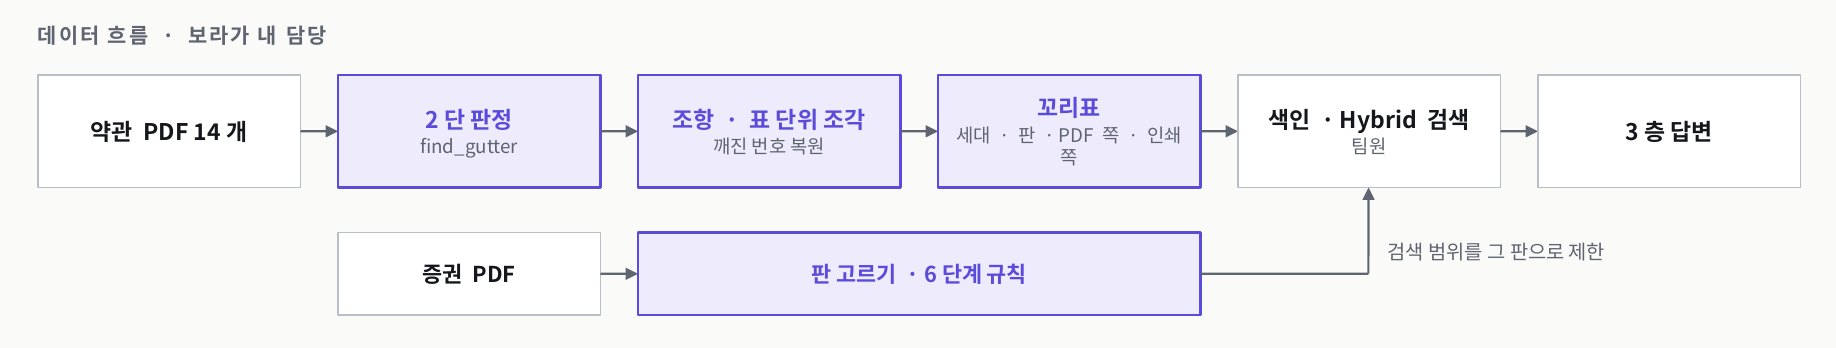 데이터 흐름 · 보라가 내 담당
약관 PDF 14 개
2 단 판정
find_gutter
조항 · 표 단위 조각
깨진 번호 복원
꼬리표
세대 · 판 · PDF 쪽 · 인쇄
쪽
색인 · Hybrid 검색
팀원
3 층 답변
증권 PDF
판 고르기 · 6 단계 규칙
검색 범위를 그 판으로 제한